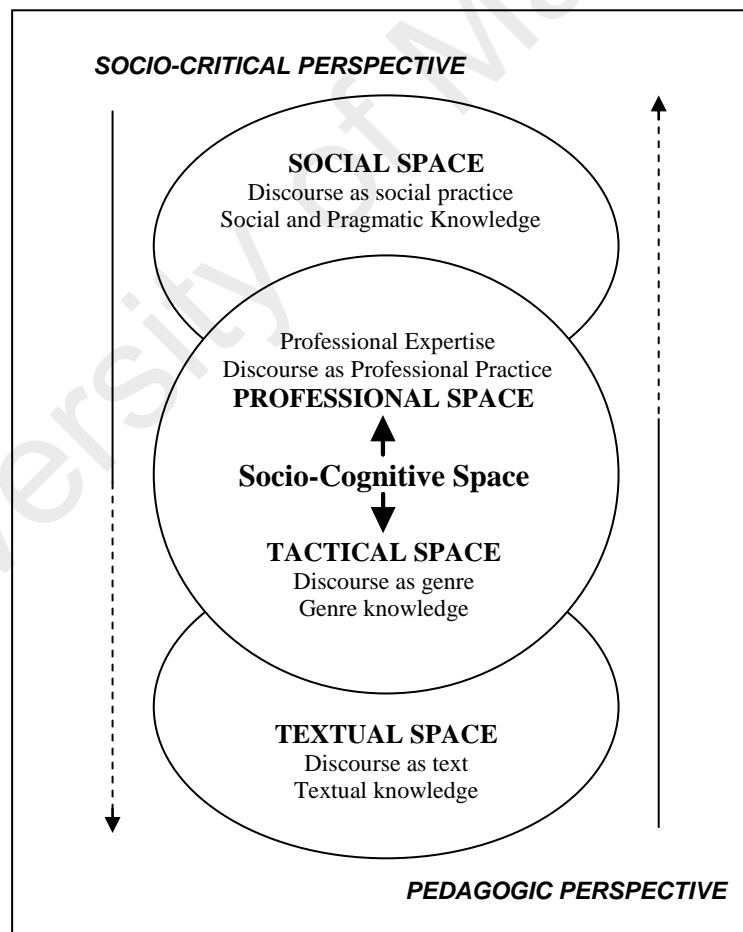 SOCIO-CRITICAL PERSPECTIVE
SOCIAL SPACE
Discourse as social practice
Social and Pragmatic Knowledge
Professional Expertise
Discourse as Professional Practice
PROFESSIONAL SPACE
Socio-Cognitive Space
TACTICAL SPACE
Discourse as genre
Genre knowledge
TEXTUAL SPACE
Discourse as text
Textual knowledge
PEDAGOGIC PERSPECTIVE